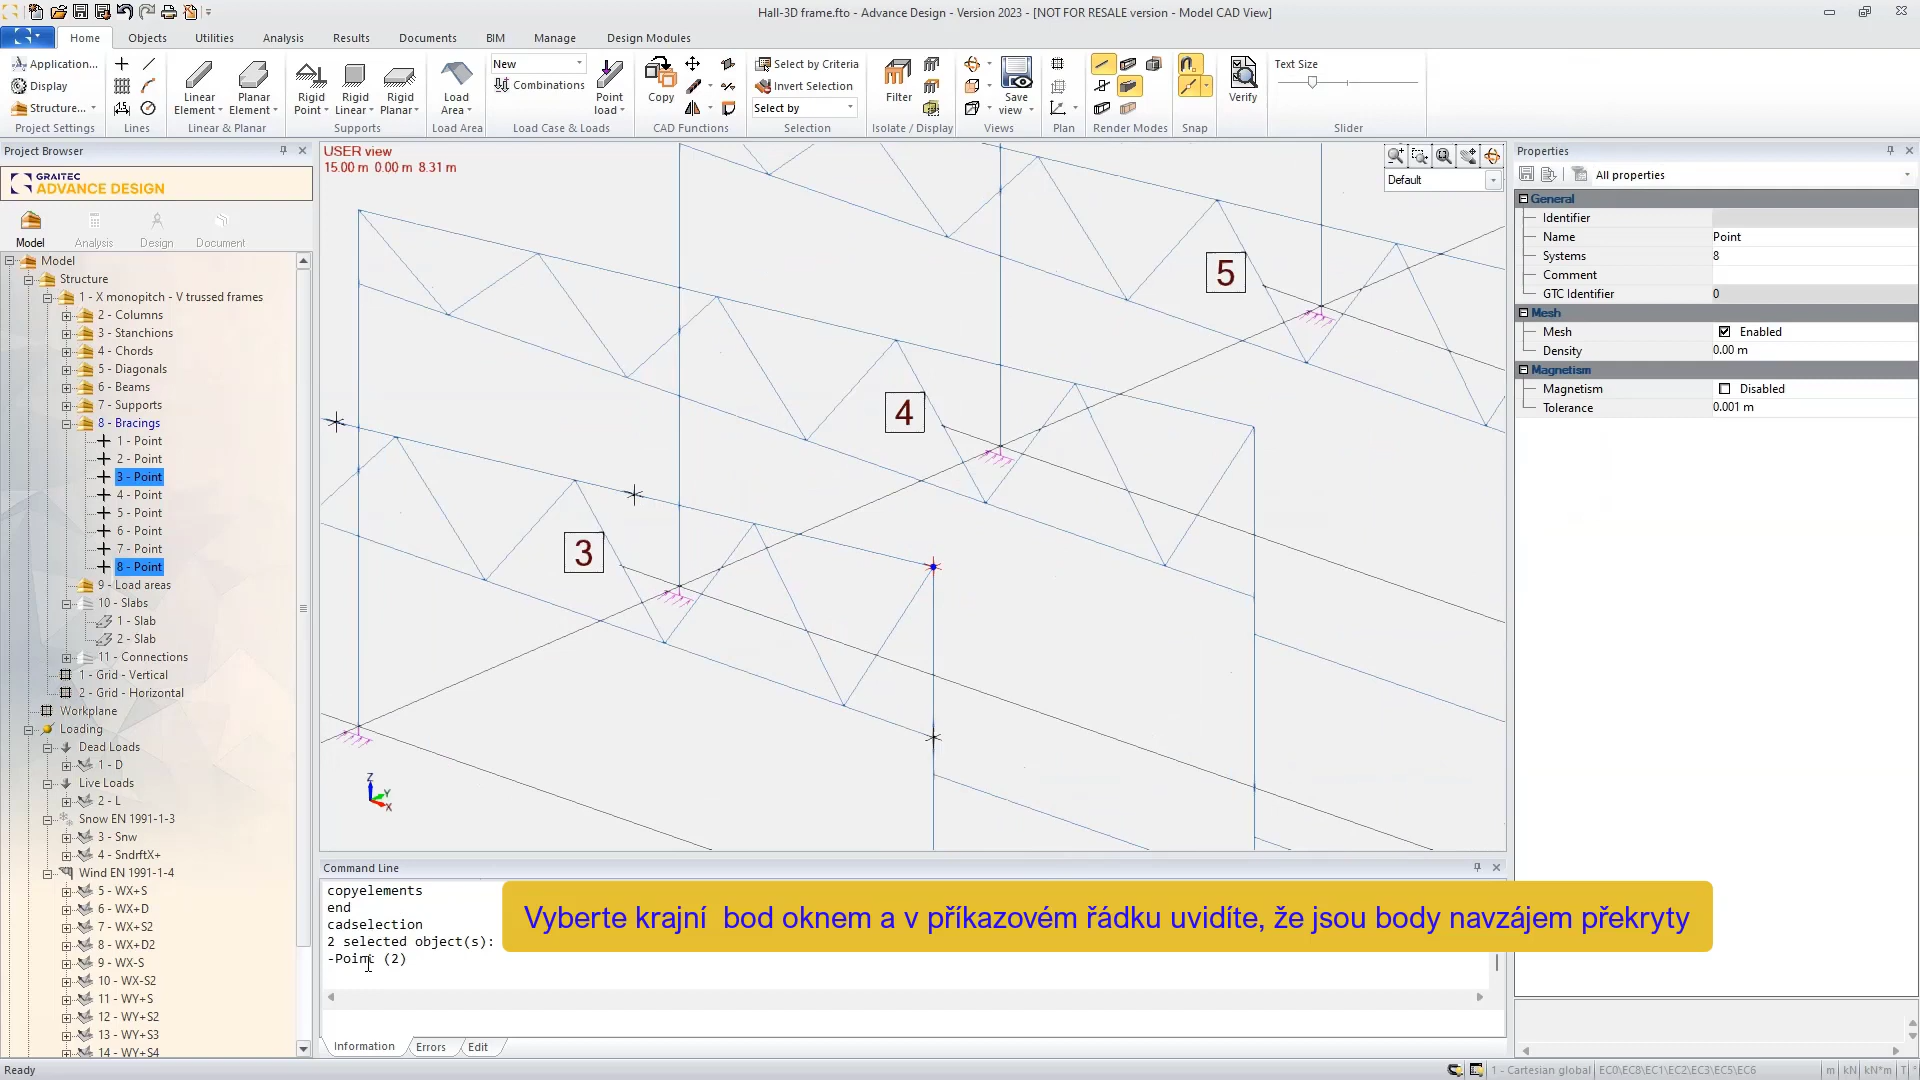 Hall-3D frame.fto - Advance Design - Version 2023 - [NOT FOR RESALE version - Model CAD View]
Home
Objects
Utilities
Analysis
Results
Documents
BIM
Manage
Design Modules
Application...
Display
Structure...
Project Settings
Lines
Linear Element
Planar Element
Linear & Planar
Rigid Point
Rigid Linear
Rigid Planar
Supports
Load Area
Load Area
New
Combinations
Point load
Load Case & Loads
Copy
CAD Functions
Select by Criteria
Invert Selection
Select by
Selection
Filter
Isolate / Display
Save view
Views
Plan
Render Modes
Snap
Verify
Text Size
Slider
Project Browser
GRAITEC
ADVANCE DESIGN
Model
Analysis
Design
Document
Model
Structure
1 - X monopitch - V trussed frames
2 - Columns
3 - Stanchions
4 - Chords
5 - Diagonals
6 - Beams
7 - Supports
8 - Bracings
1 - Point
2 - Point
3 - Point
4 - Point
5 - Point
6 - Point
7 - Point
8 - Point
9 - Load areas
10 - Slabs
1 - Slab
2 - Slab
11 - Connections
1 - Grid - Vertical
2 - Grid - Horizontal
Workplane
Loading
Dead Loads
1 - D
Live Loads
2 - L
Snow EN 1991-1-3
3 - Snw
4 - SndrftX+
Wind EN 1991-1-4
5 - WX+S
6 - WX+D
7 - WX+S2
8 - WX+D2
9 - WX-S
10 - WX-S2
11 - WY+S
12 - WY+S2
13 - WY+S3
14 - WY+S4
USER view
15.00 m 0.00 m 8.31 m
Default
5
4
3
Z
Y
X
Properties
All properties
General
Identifier
Name Point
Systems 8
Comment
GTC Identifier 0
Mesh
Mesh Enabled
Density 0.00 m
Magnetism
Magnetism Disabled
Tolerance 0.001 m
Command Line
copyelements
end
cadselection
2 selected object(s):
-Point (2)
Vyberte krajní bod oknem a v příkazovém řádku uvidíte, že jsou body navzájem překryty
Information
Errors
Edit
Ready
1 - Cartesian global
EC0\EC8\EC1\EC2\EC3\EC5\EC6
m
kN
kN*m
T